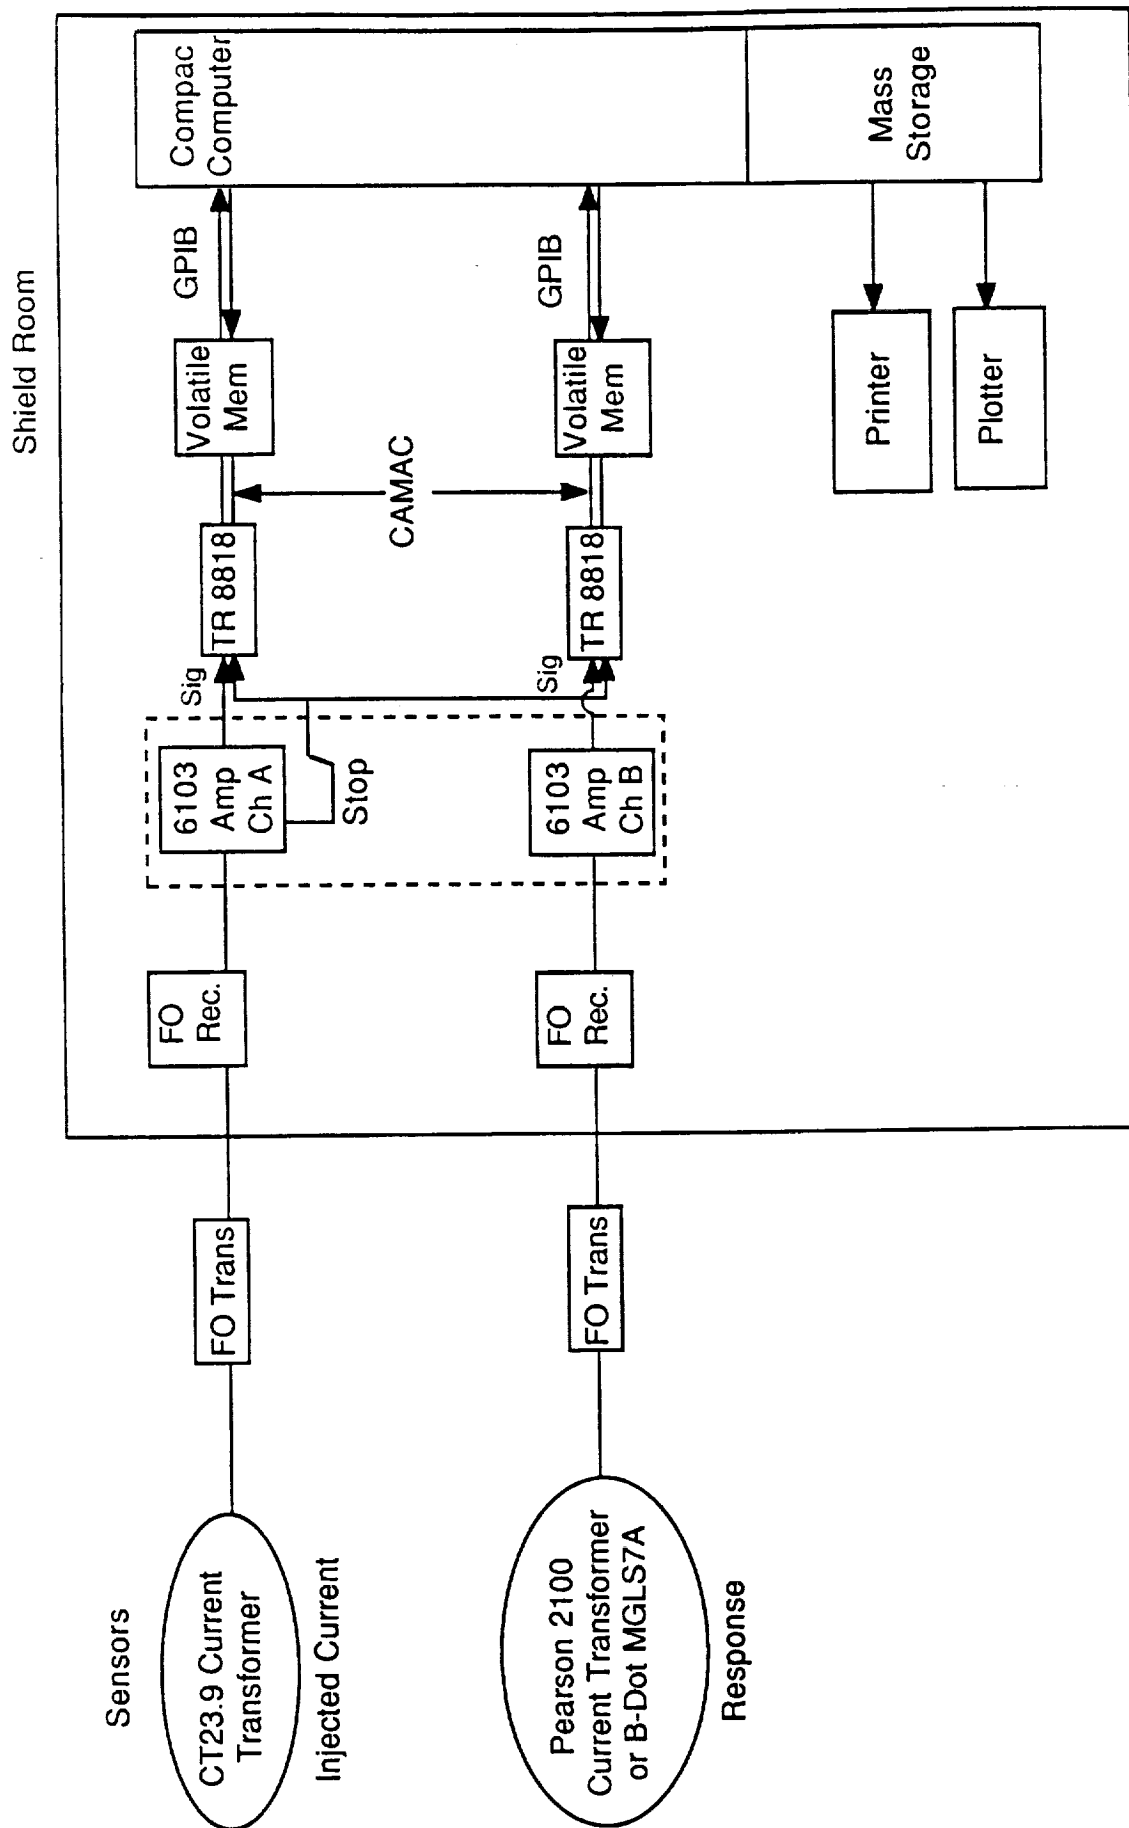 Shield Room
Sensors
CT23.9 Current
Transformer
Injected Current
FO Trans
FO
Rec.
6103
Amp
Ch A
Stop
Sig
TR 8818
Volatile
Mem
GPIB
Compac
Computer
CAMAC
Pearson 2100
Current Transformer
or B-Dot MGLS7A
Response
FO Trans
FO
Rec.
6103
Amp
Ch B
Sig
TR 8818
Volatile
Mem
GPIB
Mass
Storage
Printer
Plotter